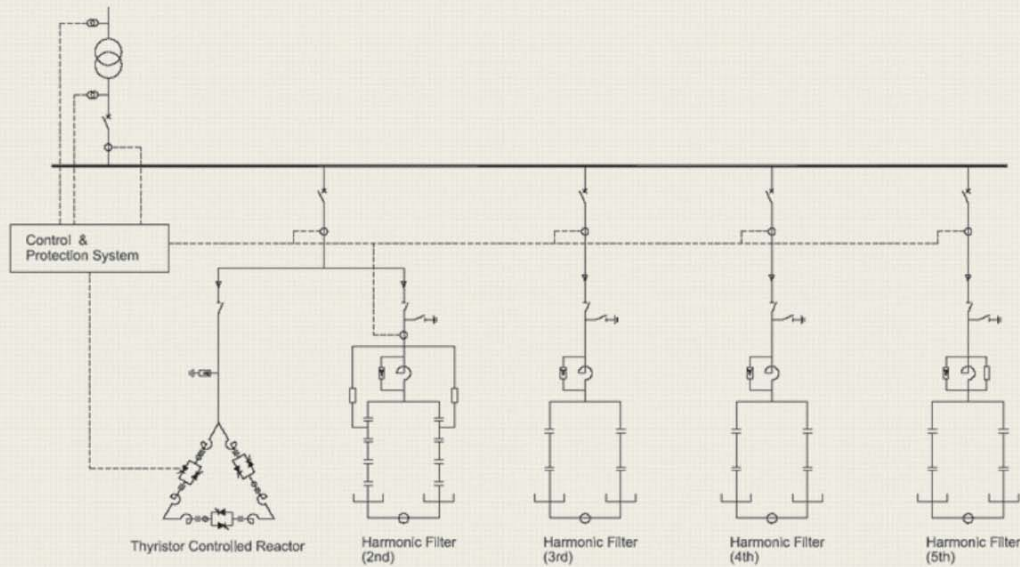 Control &
Protection System
Thyristor Controlled Reactor
Harmonic Filter
(2nd)
Harmonic Filter
(3rd)
Harmonic Filter
(4th)
Harmonic Filter
(5th)